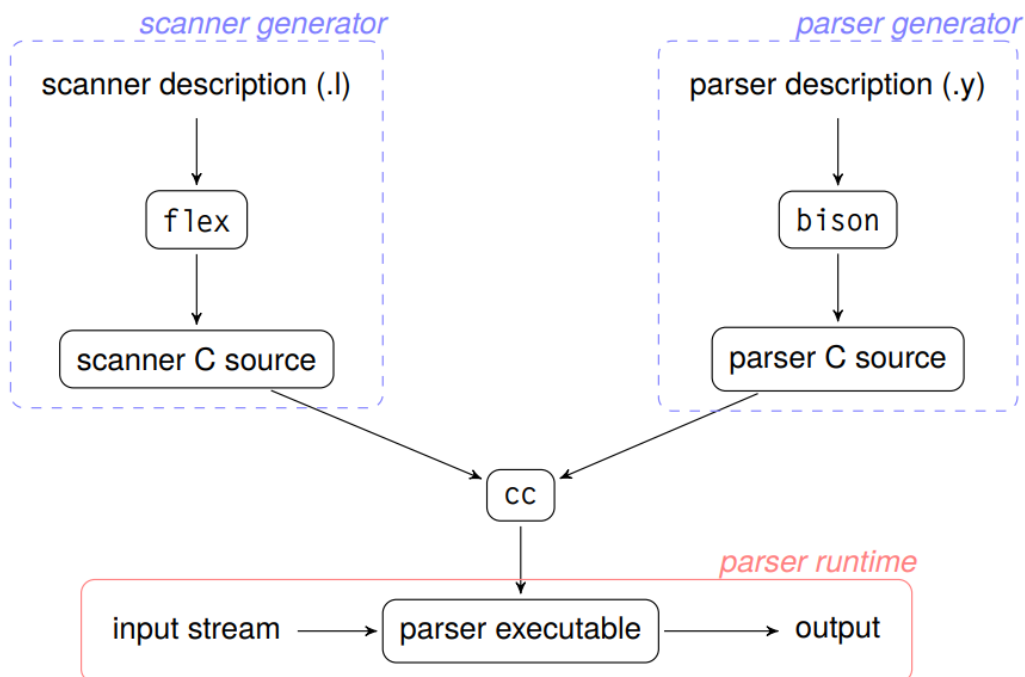 scanner generator
parser generator
scanner description (.l)
parser description (.y)
flex
bison
scanner C source
parser C source
cc
parser runtime
input stream
parser executable
output